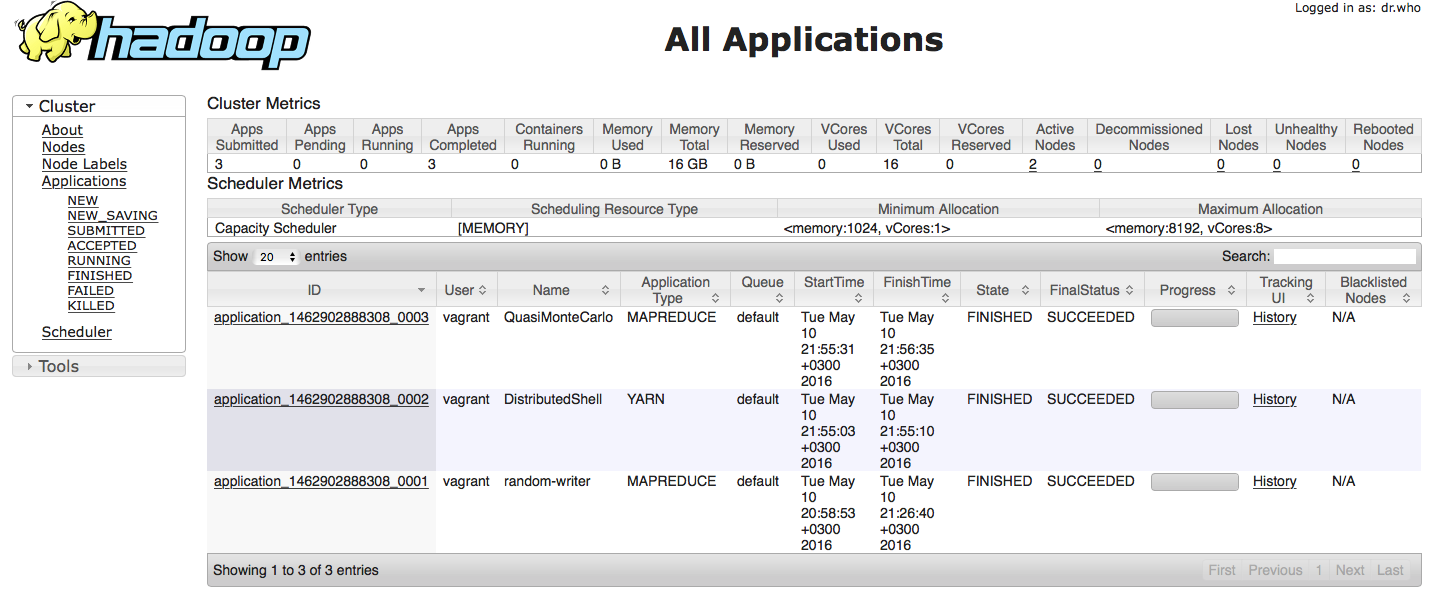 Logged in as: dr.who
hadoop
All Applications
Cluster
About
Nodes
Node Labels
Applications
NEW
NEW_SAVING
SUBMITTED
ACCEPTED
RUNNING
FINISHED
FAILED
KILLED
Scheduler
Tools
Cluster Metrics
Apps Submitted Apps Pending Apps Running Apps Completed Containers Running Memory Used Memory Total Memory Reserved VCores Used VCores Total VCores Reserved Active Nodes Decommissioned Nodes Lost Nodes Unhealthy Nodes Rebooted Nodes
3 0 0 3 0 0 B 16 GB 0 B 0 16 0 2 0 0 0 0
Scheduler Metrics
Scheduler Type Scheduling Resource Type Minimum Allocation Maximum Allocation
Capacity Scheduler [MEMORY] <memory:1024, vCores:1> <memory:8192, vCores:8>
Show 20 entries Search:
ID User Name Application Type Queue StartTime FinishTime State FinalStatus Progress Tracking UI Blacklisted Nodes
application_1462902888308_0003 vagrant QuasiMonteCarlo MAPREDUCE default Tue May 10 21:55:31 +0300 2016 Tue May 10 21:56:35 +0300 2016 FINISHED SUCCEEDED History N/A
application_1462902888308_0002 vagrant DistributedShell YARN default Tue May 10 21:55:03 +0300 2016 Tue May 10 21:55:10 +0300 2016 FINISHED SUCCEEDED History N/A
application_1462902888308_0001 vagrant random-writer MAPREDUCE default Tue May 10 20:58:53 +0300 2016 Tue May 10 21:26:40 +0300 2016 FINISHED SUCCEEDED History N/A
Showing 1 to 3 of 3 entries First Previous 1 Next Last